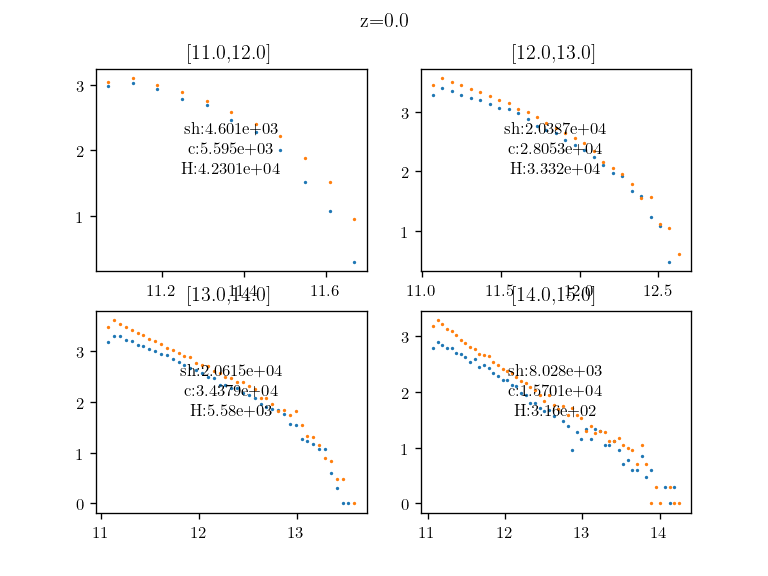 z=0.0
[11.0,12.0]
[12.0,13.0]
3
2
1
sh:4.601e+03
c:5.595e+03
H:4.2301e+04
11.2
11.4
11.6
3
2
1
sh:2.0387e+04
c:2.8053e+04
H:3.332e+04
11.0
11.5
12.0
12.5
[13.0,14.0]
[14.0,15.0]
3
2
1
0
sh:2.0615e+04
c:3.4379e+04
H:5.58e+03
11
12
13
3
2
1
0
sh:8.028e+03
c:1.5701e+04
H:3.16e+02
11
12
13
14